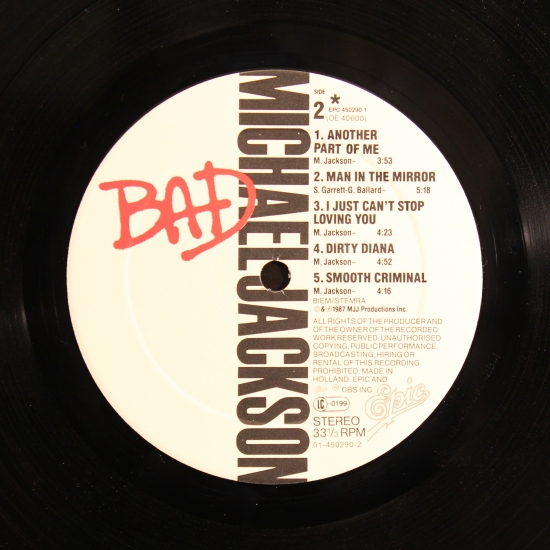 BAD
MICHAEL JACKSON
SIDE
2 *
EPC 450290 1
(OE 40600)
1. ANOTHER
PART OF ME
M. Jackson- 3:53
2. MAN IN THE MIRROR
S. Garrett-G. Ballard- 5:18
3. I JUST CAN'T STOP
LOVING YOU
M. Jackson- 4:23
4. DIRTY DIANA
M. Jackson- 4:52
5. SMOOTH CRIMINAL
M. Jackson- 4:16
BIEM/STEMRA
© & ℗ 1987 MJJ Productions Inc.
ALL RIGHTS OF THE PRODUCER AND
OF THE OWNER OF THE RECORDED
WORK RESERVED. UNAUTHORISED
COPYING, PUBLIC PERFORMANCE,
BROADCASTING, HIRING OR
RENTAL OF THIS RECORDING
PROHIBITED. MADE IN
HOLLAND. EPIC AND
CBS INC
Epic
LC -0199
STEREO
33 1/3 RPM
01-450290-2